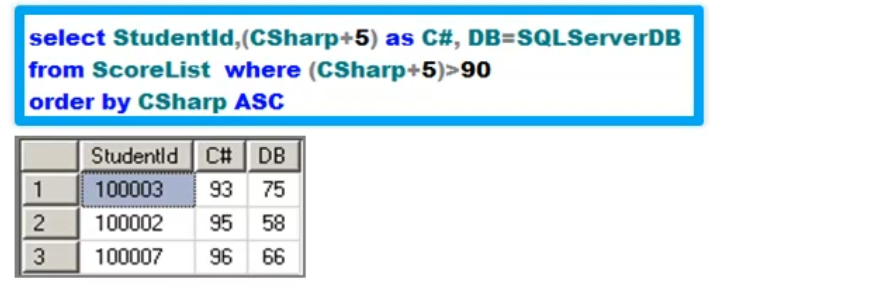 select StudentId,(CSharp+5) as C#, DB=SQLServerDB
from ScoreList where (CSharp+5)>90
order by CSharp ASC
StudentId C# DB
1 100003 93 75
2 100002 95 58
3 100007 96 66